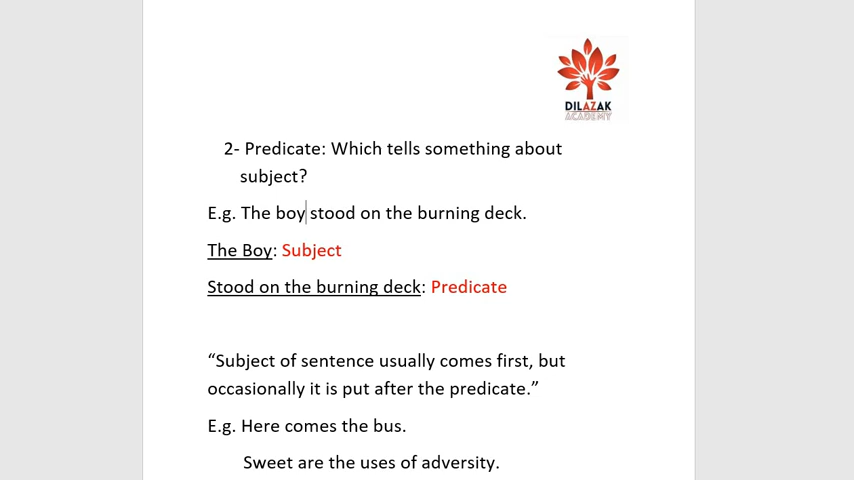 DILAZAK
ACADEMY
2- Predicate: Which tells something about
subject?
E.g. The boy stood on the burning deck.
The Boy: Subject
Stood on the burning deck: Predicate
“Subject of sentence usually comes first, but
occasionally it is put after the predicate.”
E.g. Here comes the bus.
Sweet are the uses of adversity.